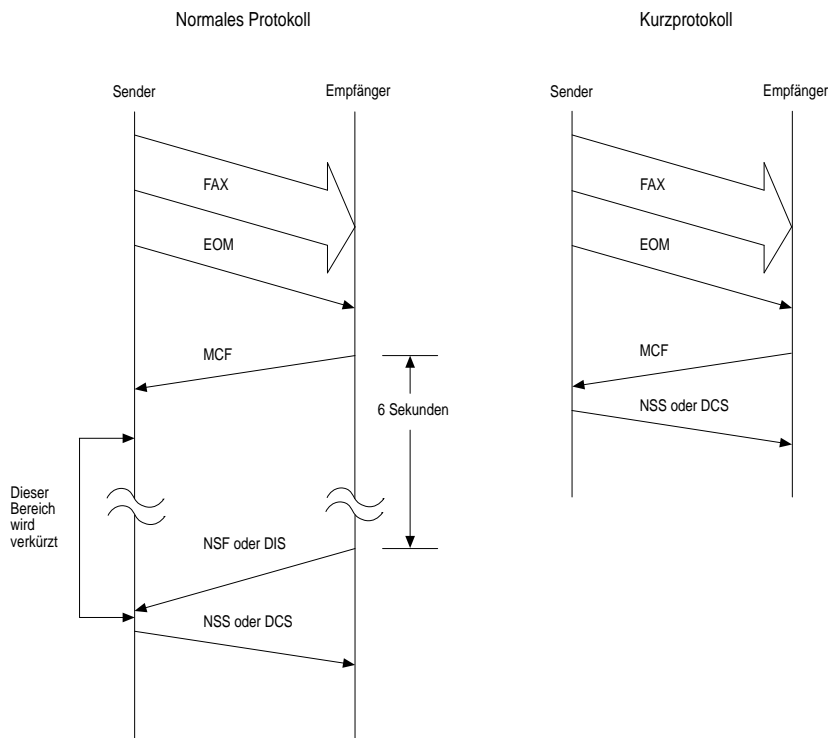 Normales Protokoll
Sender
Empfänger
FAX
EOM
MCF
6 Sekunden
Dieser
Bereich
wird
verkürzt
NSF oder DIS
NSS oder DCS
Kurzprotokoll
Sender
Empfänger
FAX
EOM
MCF
NSS oder DCS